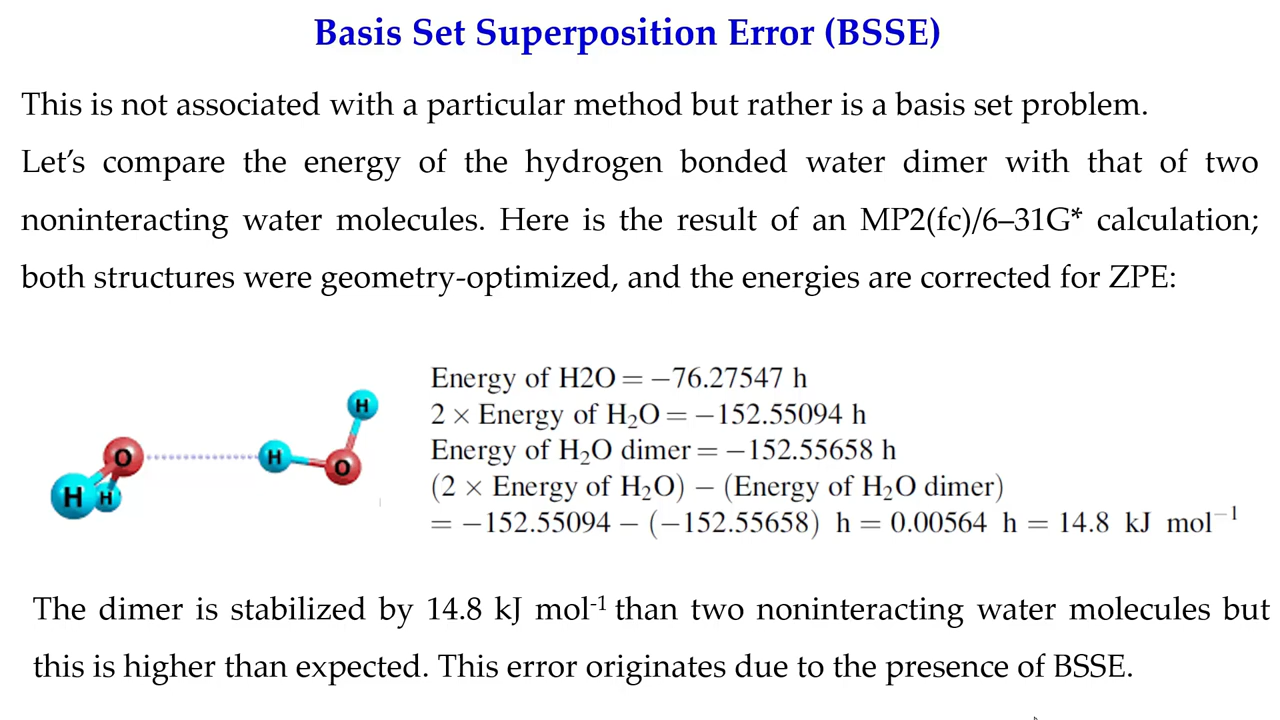 Basis Set Superposition Error (BSSE)
This is not associated with a particular method but rather is a basis set problem.
Let’s compare the energy of the hydrogen bonded water dimer with that of two
noninteracting water molecules. Here is the result of an MP2(fc)/6–31G* calculation;
both structures were geometry-optimized, and the energies are corrected for ZPE:
Energy of H2O = −76.27547 h
2 × Energy of H₂O = −152.55094 h
Energy of H₂O dimer = −152.55658 h
(2 × Energy of H₂O) − (Energy of H₂O dimer)
= −152.55094 − (−152.55658) h = 0.00564 h = 14.8 kJ mol⁻¹
H
O
H
O
H
H
The dimer is stabilized by 14.8 kJ mol⁻¹ than two noninteracting water molecules but
this is higher than expected. This error originates due to the presence of BSSE.